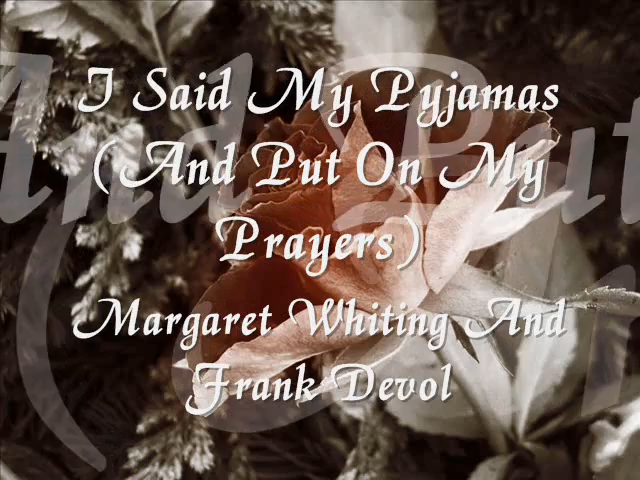 I Said My Pyjamas
(And Put On My
Prayers)
Margaret Whiting And
Frank Devol